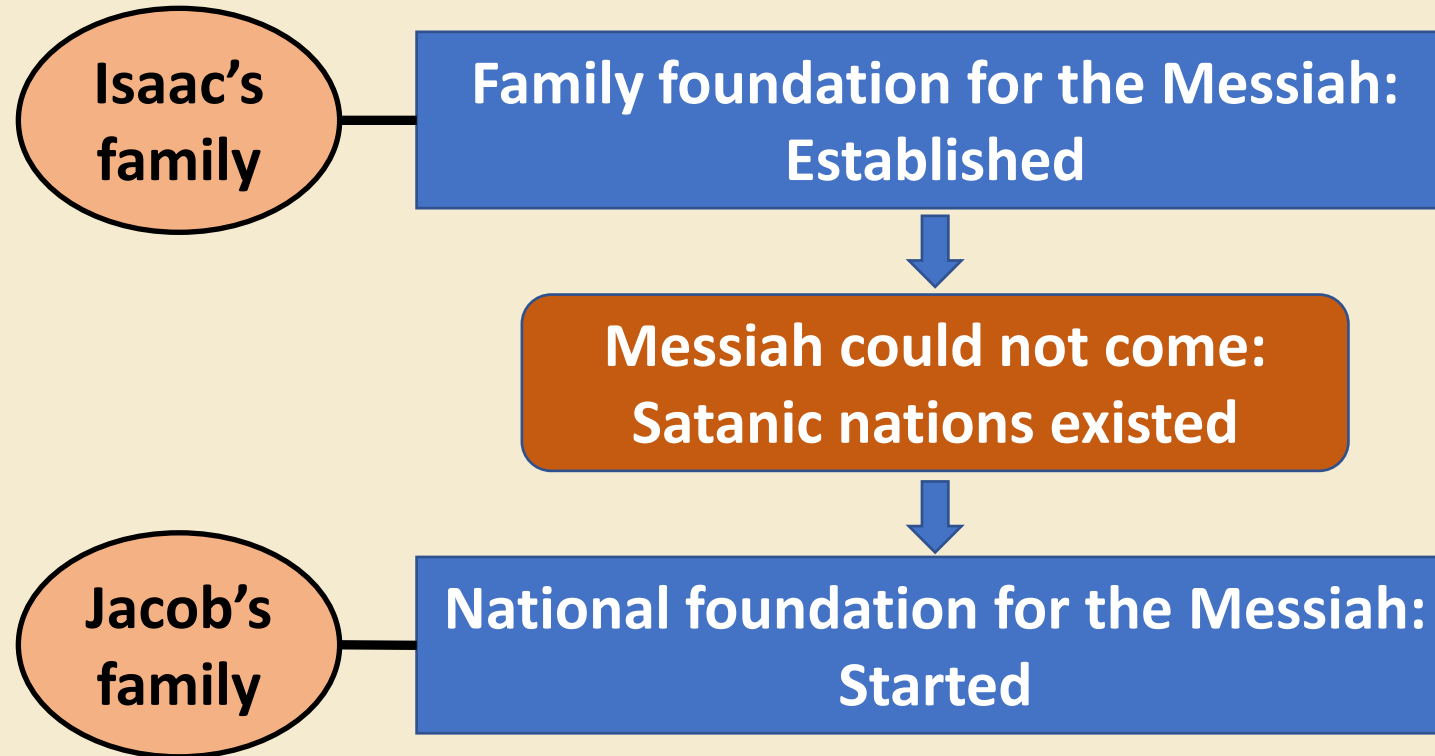 Isaac’s
family
Family foundation for the Messiah:
Established
Messiah could not come:
Satanic nations existed
Jacob’s
family
National foundation for the Messiah:
Started